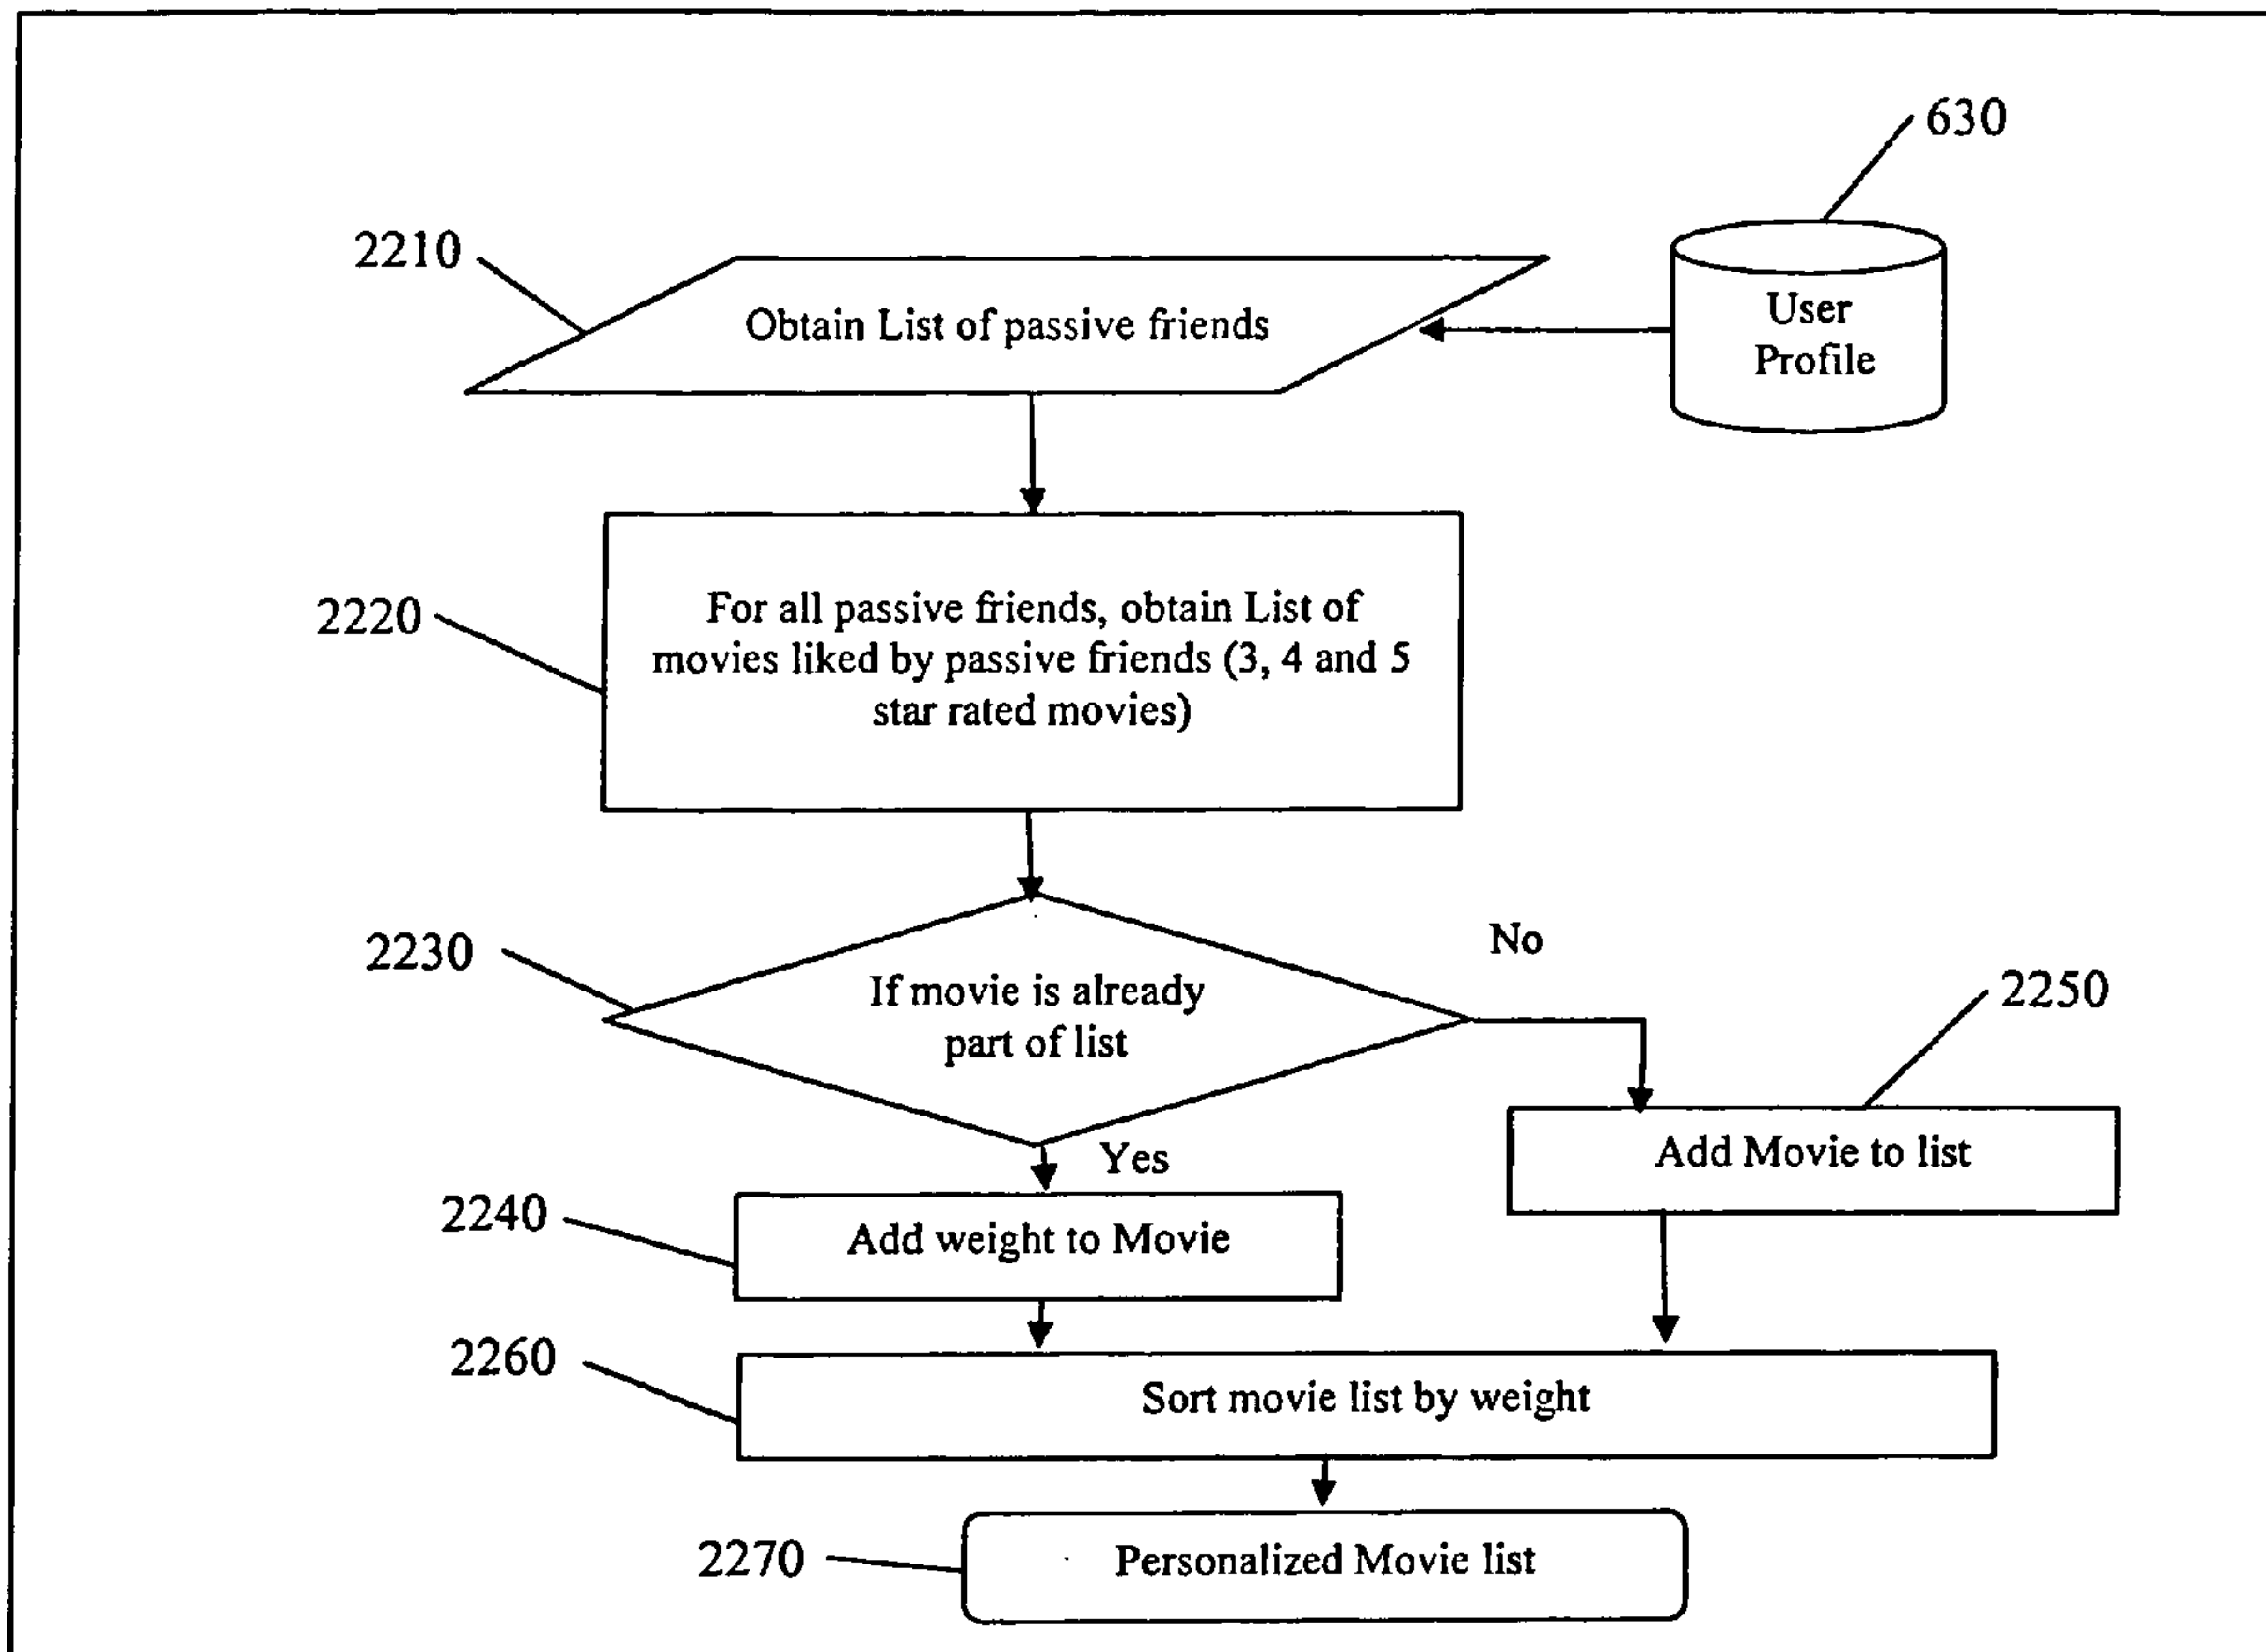 630
2210
Obtain List of passive friends
User
Profile
2220
For all passive friends, obtain List of
movies liked by passive friends (3, 4 and 5
star rated movies)
2230
If movie is already
part of list
No
2250
Add Movie to list
Yes
2240
Add weight to Movie
2260
Sort movie list by weight
2270
Personalized Movie list